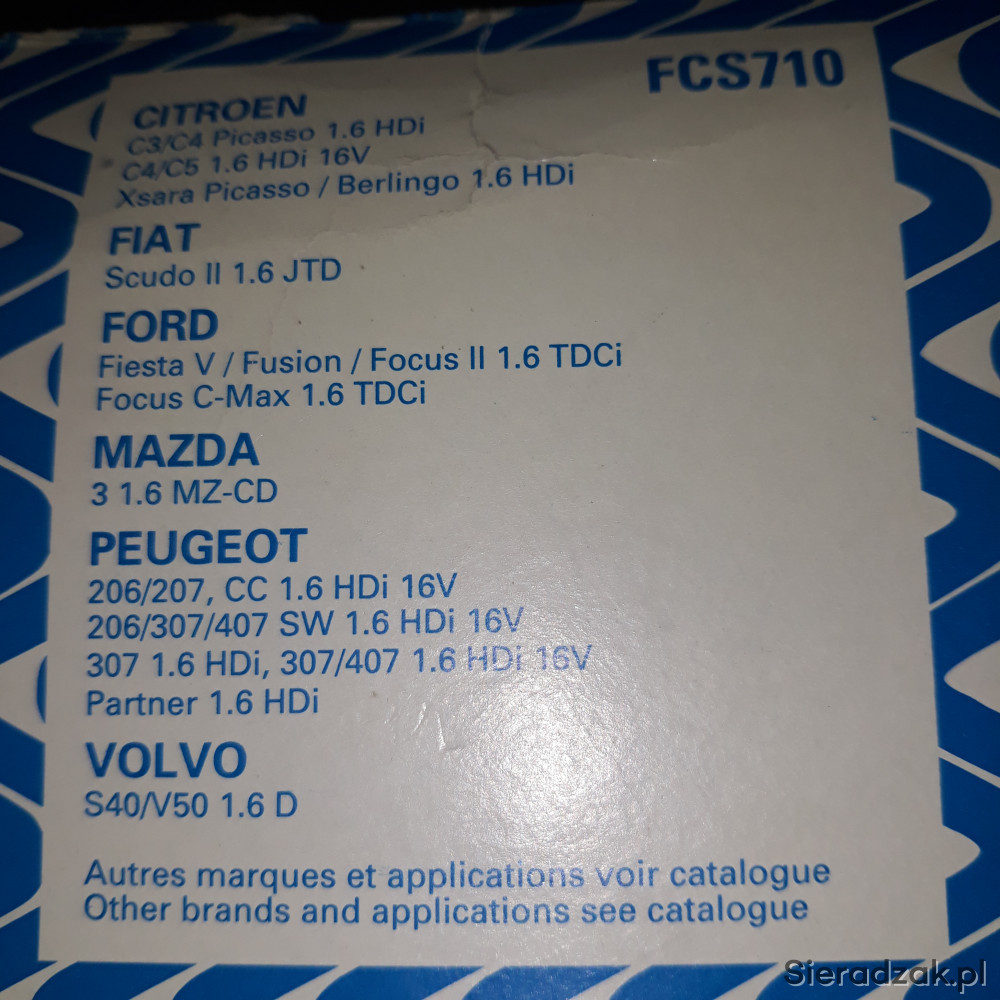 FCS710
CITROEN
C3/C4 Picasso 1.6 HDi
C4/C5 1.6 HDi 16V
Xsara Picasso / Berlingo 1.6 HDi
FIAT
Scudo II 1.6 JTD
FORD
Fiesta V / Fusion / Focus II 1.6 TDCi
Focus C-Max 1.6 TDCi
MAZDA
3 1.6 MZ-CD
PEUGEOT
206/207, CC 1.6 HDi 16V
206/307/407 SW 1.6 HDi 16V
307 1.6 HDi, 307/407 1.6 HDi 16V
Partner 1.6 HDi
VOLVO
S40/V50 1.6 D
Autres marques et applications voir catalogue
Other brands and applications see catalogue
Sieradzak.pl